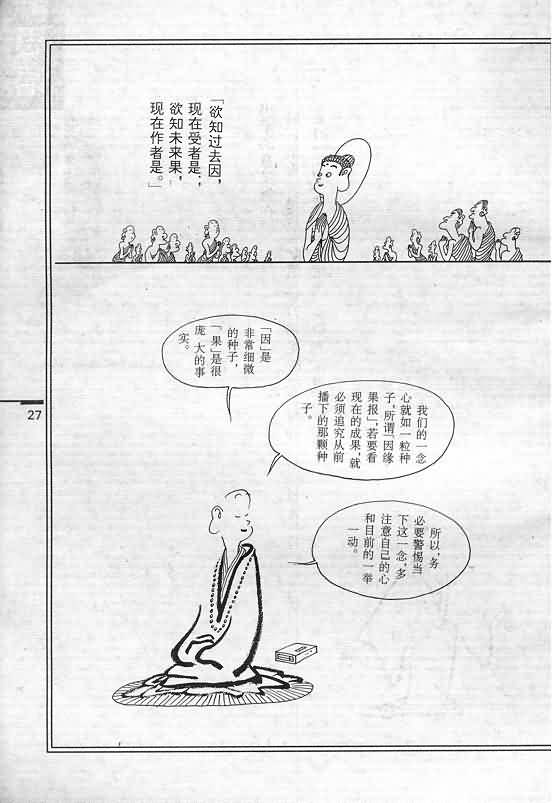 「欲知过去因，
现在受者是；，
欲知未来果，
现在作者是。」
「因」是
非常细微
的种子，
「果」是很
庞大的事
实。
我们的一念
心就如一粒种
子，所谓「因缘
果报」，若要看
现在的成果，就
必须追究从前
播下的那颗种
子。
所以，务
必要警惕当
下这一念，多
注意自己的心
和目前的一举
一动。
27